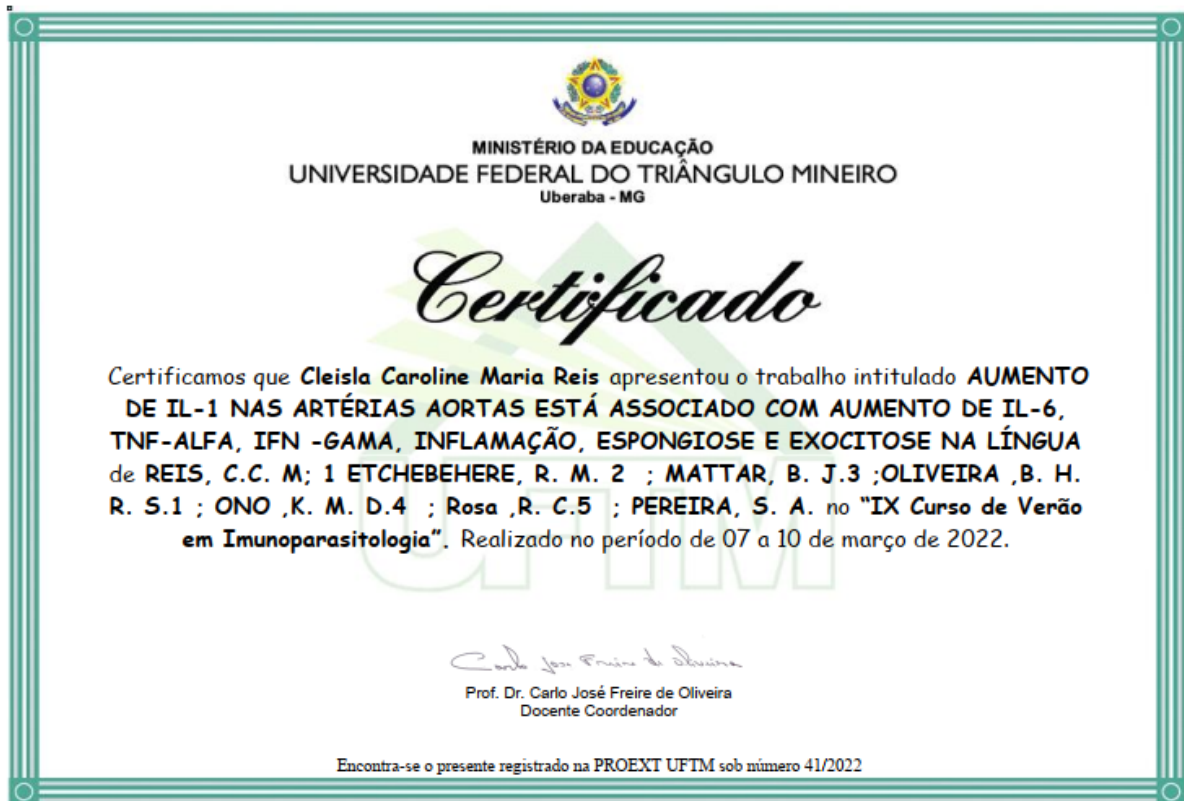 MINISTÉRIO DA EDUCAÇÃO
UNIVERSIDADE FEDERAL DO TRIÂNGULO MINEIRO
Uberaba - MG
Certificado
Certificamos que Cleisla Caroline Maria Reis apresentou o trabalho intitulado AUMENTO
DE IL-1 NAS ARTÉRIAS AORTAS ESTÁ ASSOCIADO COM AUMENTO DE IL-6,
TNF-ALFA, IFN -GAMA, INFLAMAÇÃO, ESPONGIOSE E EXOCITOSE NA LÍNGUA
de REIS, C.C. M; 1 ETCHEBEHERE, R. M. 2 ; MATTAR, B. J.3 ;OLIVEIRA ,B. H.
R. S.1 ; ONO ,K. M. D.4 ; Rosa ,R. C.5 ; PEREIRA, S. A. no “IX Curso de Verão
em Imunoparasitologia”. Realizado no período de 07 a 10 de março de 2022.
UFTM
Carlo José Freire de Oliveira
Prof. Dr. Carlo José Freire de Oliveira
Docente Coordenador
Encontra-se o presente registrado na PROEXT UFTM sob número 41/2022